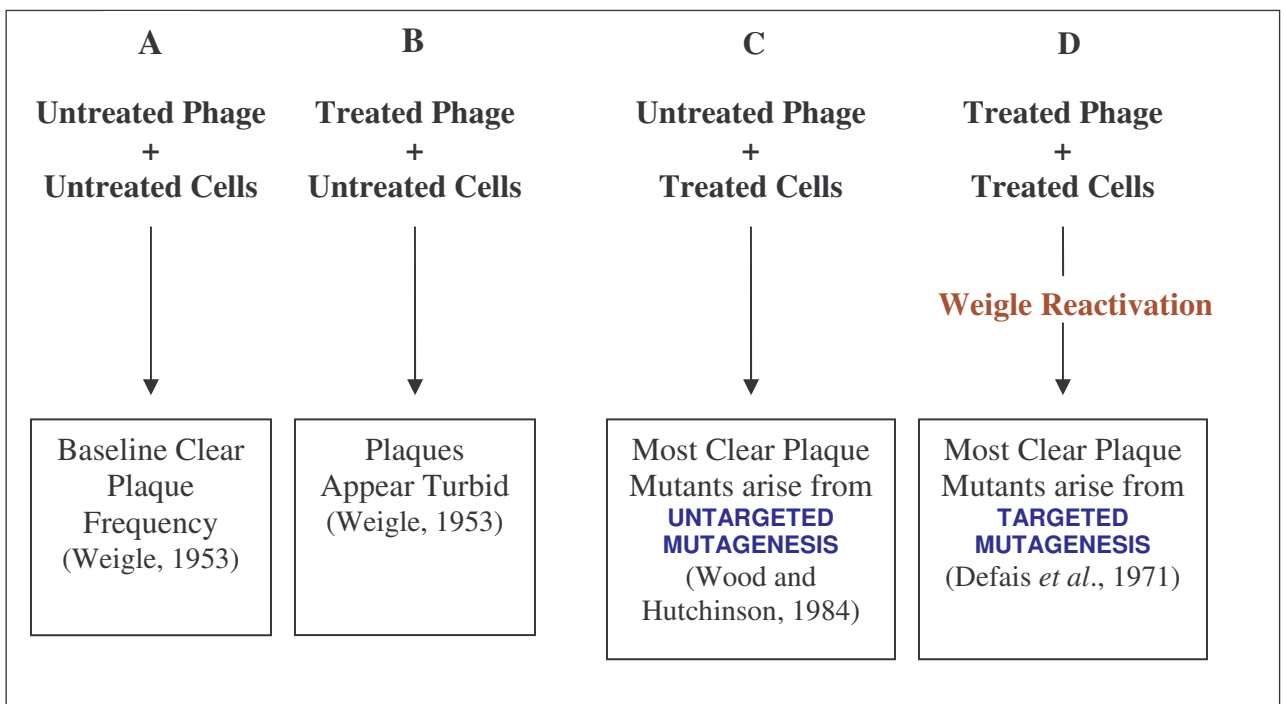 A
Untreated Phage
+
Untreated Cells
Baseline Clear
Plaque
Frequency
(Weigle, 1953)
B
Treated Phage
+
Untreated Cells
Plaques
Appear Turbid
(Weigle, 1953)
C
Untreated Phage
+
Treated Cells
Most Clear Plaque
Mutants arise from
UNTARGETED
MUTAGENESIS
(Wood and
Hutchinson, 1984)
D
Treated Phage
+
Treated Cells
Weigle Reactivation
Most Clear Plaque
Mutants arise from
TARGETED
MUTAGENESIS
(Defais et al., 1971)